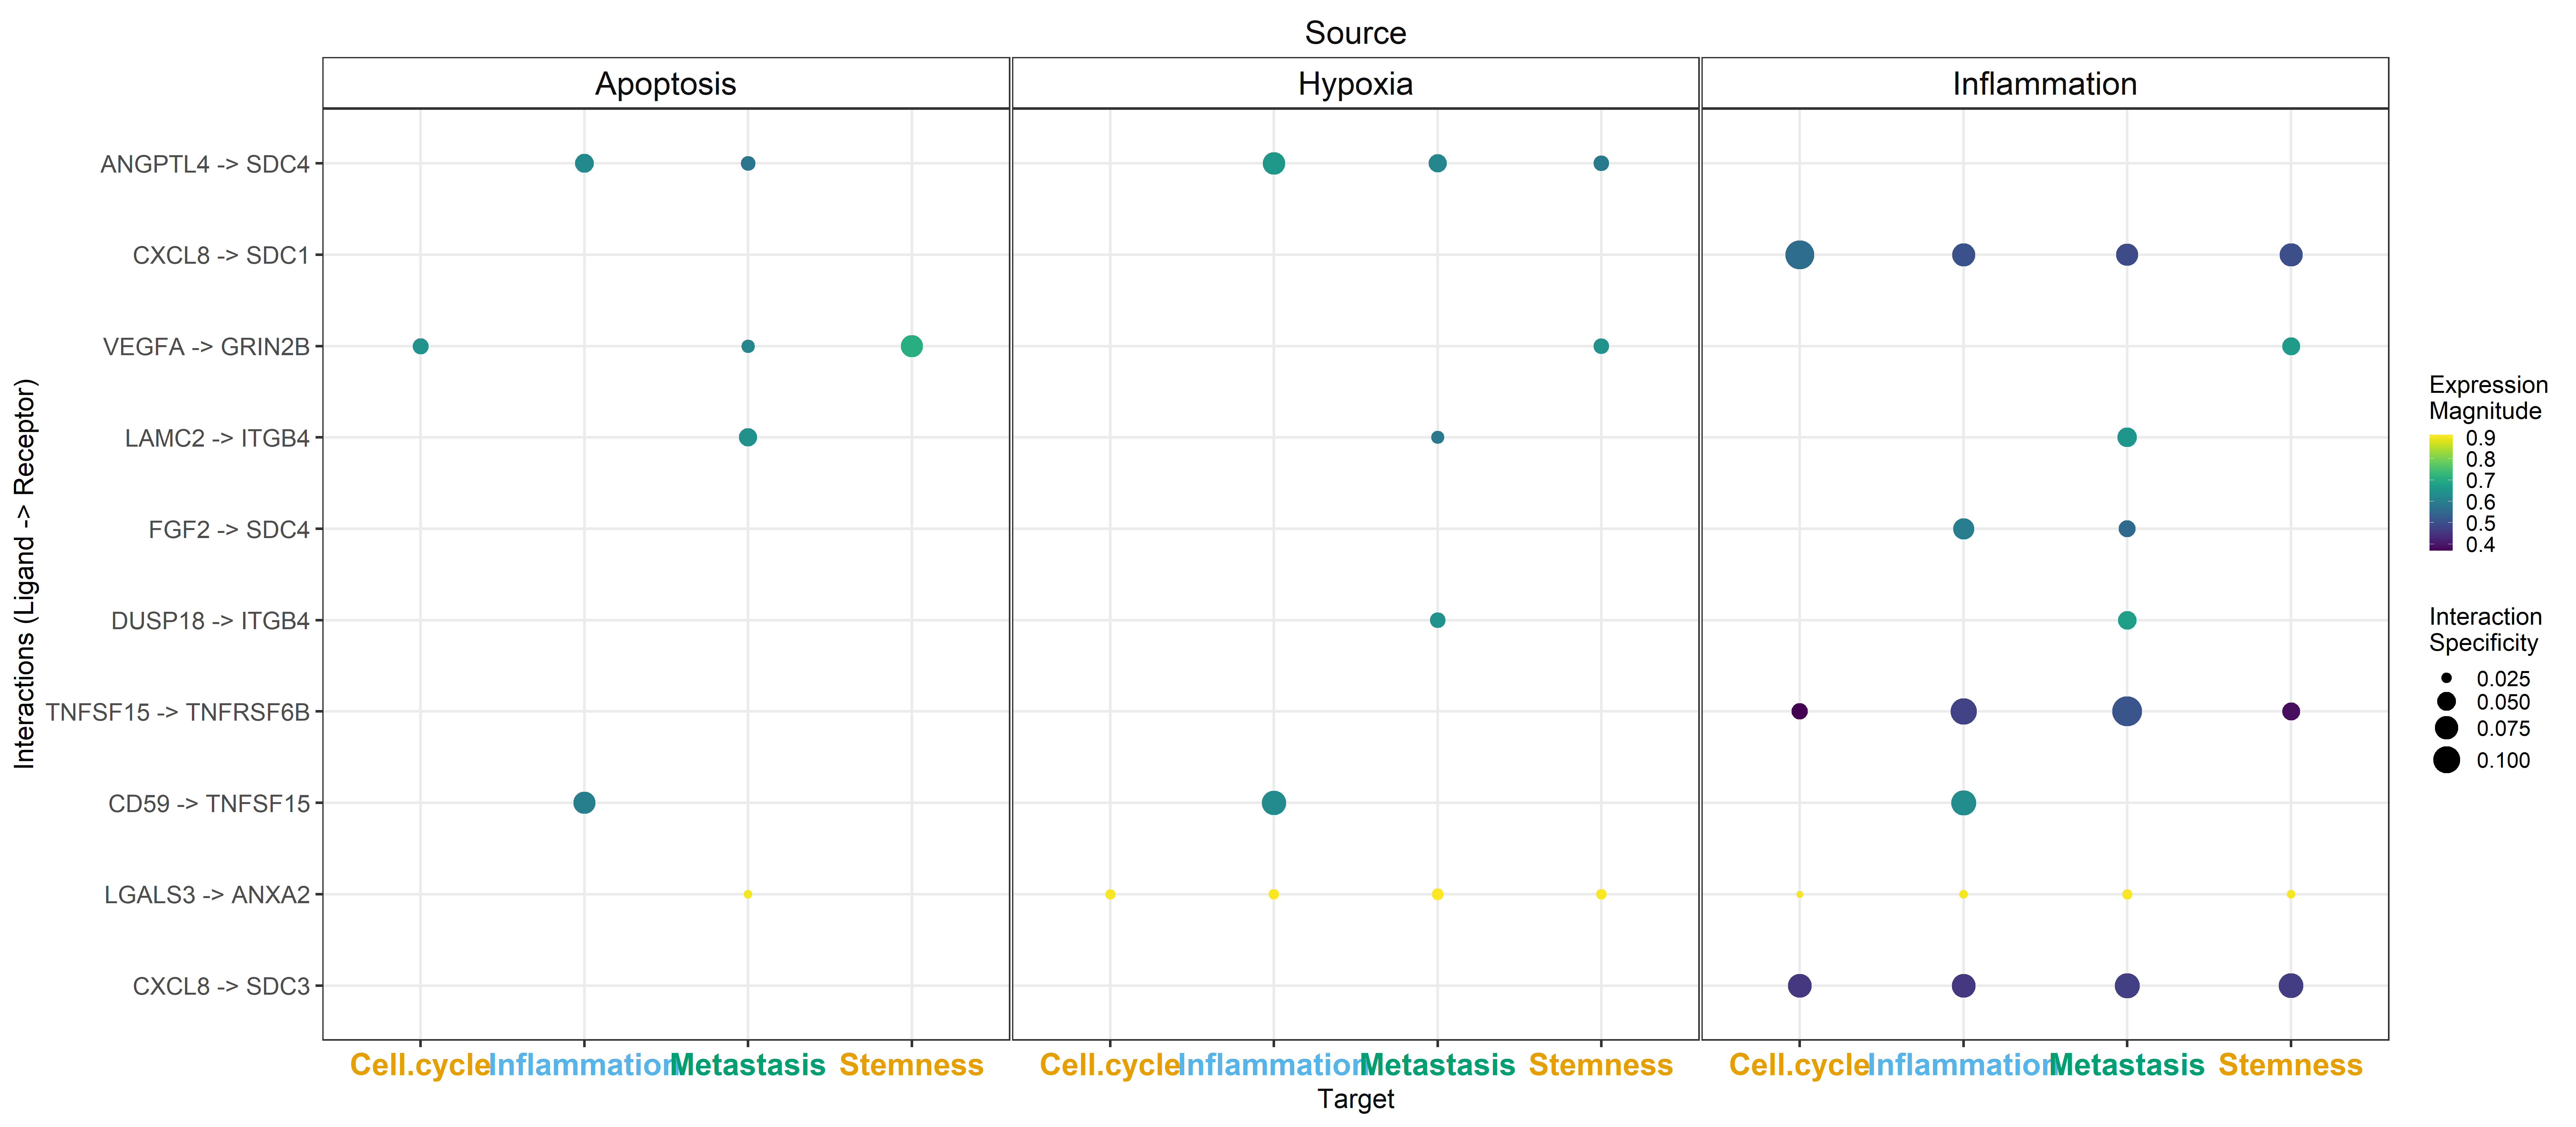 Source
Apoptosis
Hypoxia
Inflammation
Interactions (Ligand -> Receptor)
ANGPTL4 -> SDC4
CXCL8 -> SDC1
VEGFA -> GRIN2B
LAMC2 -> ITGB4
FGF2 -> SDC4
DUSP18 -> ITGB4
TNFSF15 -> TNFRSF6B
CD59 -> TNFSF15
LGALS3 -> ANXA2
CXCL8 -> SDC3
Cell.cycle Inflammation Metastasis Stemness
Cell.cycle Inflammation Metastasis Stemness
Cell.cycle Inflammation Metastasis Stemness
Target
Expression
Magnitude
0.9
0.8
0.7
0.6
0.5
0.4
Interaction
Specificity
0.025
0.050
0.075
0.100